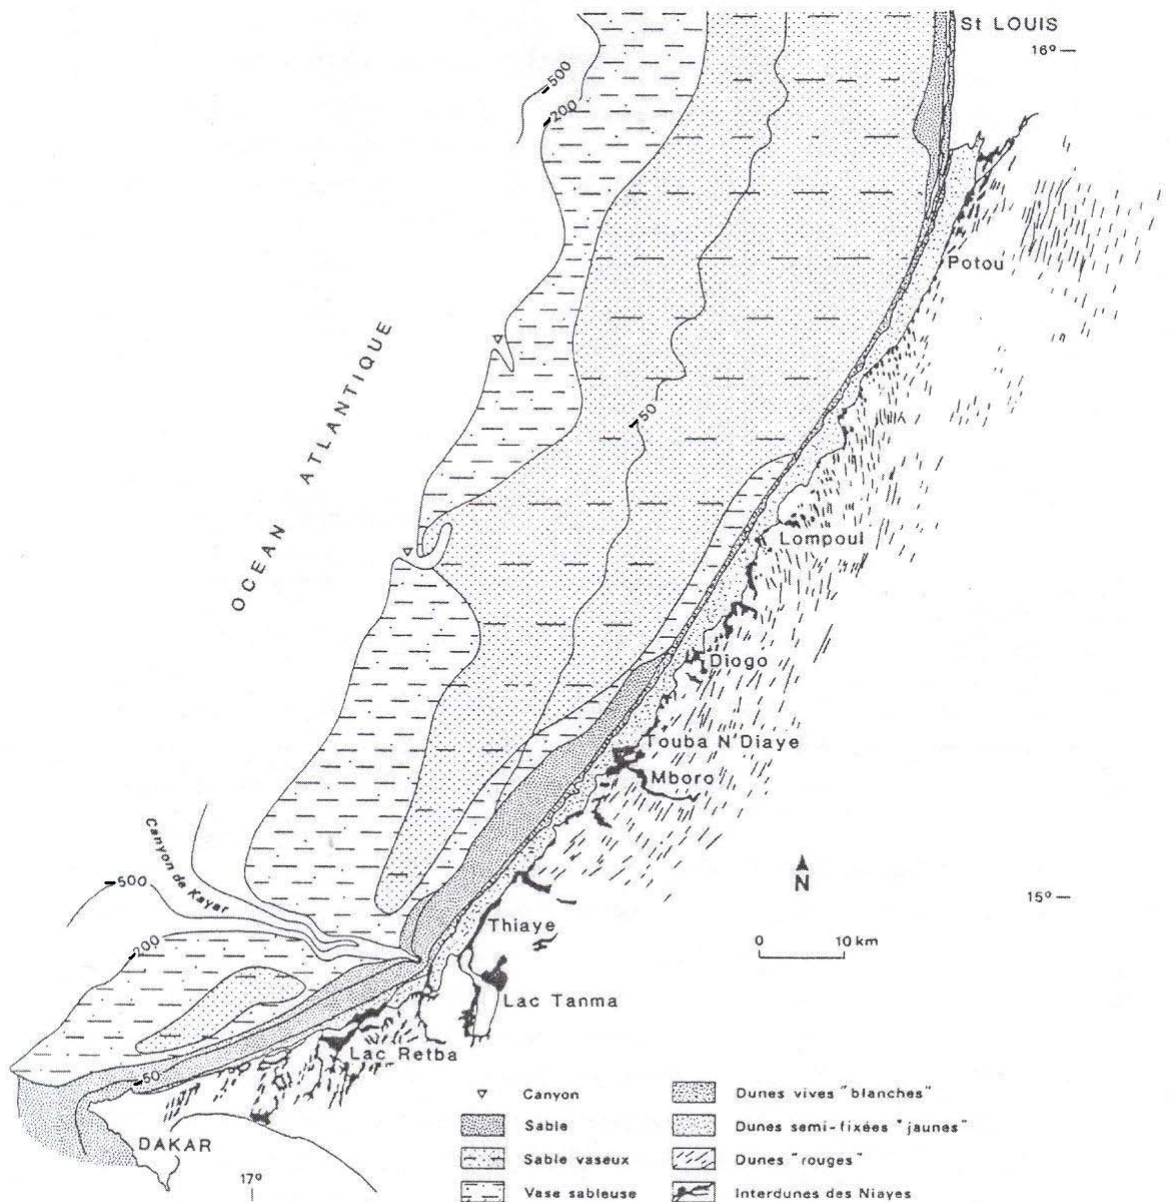 St LOUIS
16°
500
200
Potou
OCEAN ATLANTIQUE
50
Lompoul
Diogo
Touba N'Diaye
Mboro
Canyon de Kayar
500
N
15°
Thiaye
0 10 km
200
Lac Tanma
Lac Retba
50
DAKAR
17°
Canyon
Sable
Sable vaseux
Vase sableuse
Dunes vives "blanches"
Dunes semi-fixées "jaunes"
Dunes "rouges"
Interdunes des Niayes